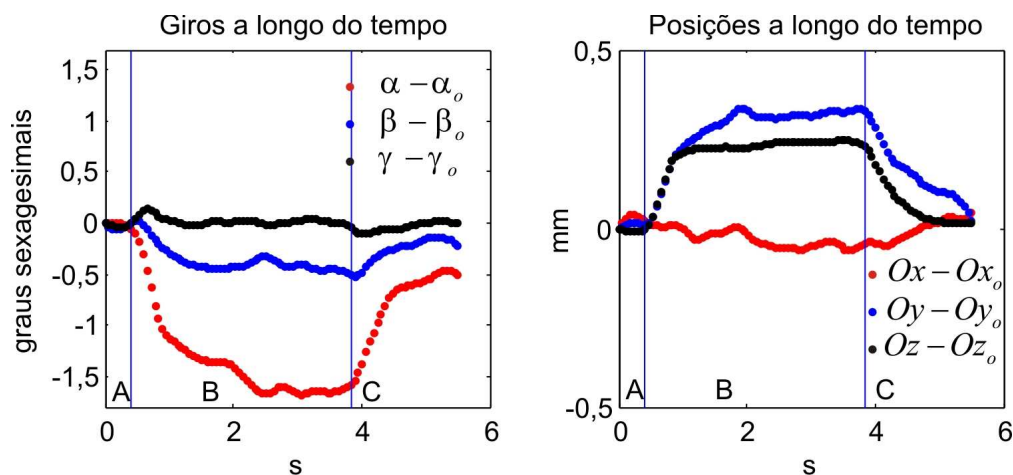 Giros a longo do tempo
graus sexagesimais
1,5
1
0,5
0
-0,5
-1
-1,5
α − αₒ
β − βₒ
γ − γₒ
A
B
C
0
2
4
6
s
Posições a longo do tempo
mm
0,5
0
-0,5
Ox − Oxₒ
Oy − Oyₒ
Oz − Ozₒ
A
B
C
0
2
4
6
s